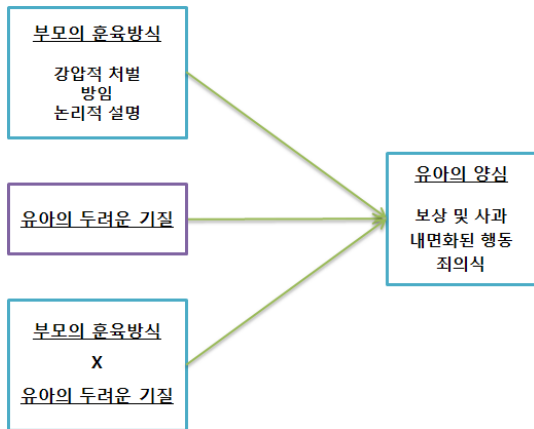 부모의 훈육방식
강압적 처벌
방임
논리적 설명
유아의 두려운 기질
부모의 훈육방식
X
유아의 두려운 기질
유아의 양심
보상 및 사과
내면화된 행동
죄의식